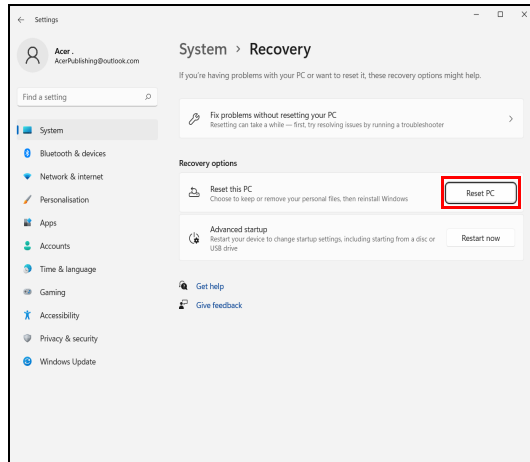 Settings
Acer .
AcerPublishing@outlook.com
Find a setting
System
Bluetooth & devices
Network & internet
Personalisation
Apps
Accounts
Time & language
Gaming
Accessibility
Privacy & security
Windows Update
System > Recovery
If you're having problems with your PC or want to reset it, these recovery options might help.
Fix problems without resetting your PC
Resetting can take a while — first, try resolving issues by running a troubleshooter
Recovery options
Reset this PC
Choose to keep or remove your personal files, then reinstall Windows
Reset PC
Advanced startup
Restart your device to change startup settings, including starting from a disc or
USB drive
Restart now
Get help
Give feedback